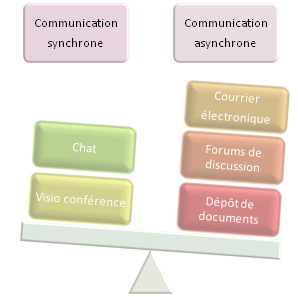 Communication
synchrone
Communication
asynchrone
Chat
Visio conférence
Courrier
électronique
Forums de
discussion
Dépôt de
documents